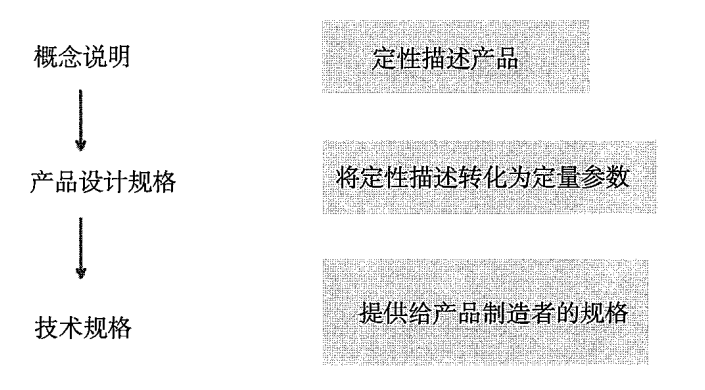 概念说明
定性描述产品
产品设计规格
将定性描述转化为定量参数
技术规格
提供给产品制造者的规格